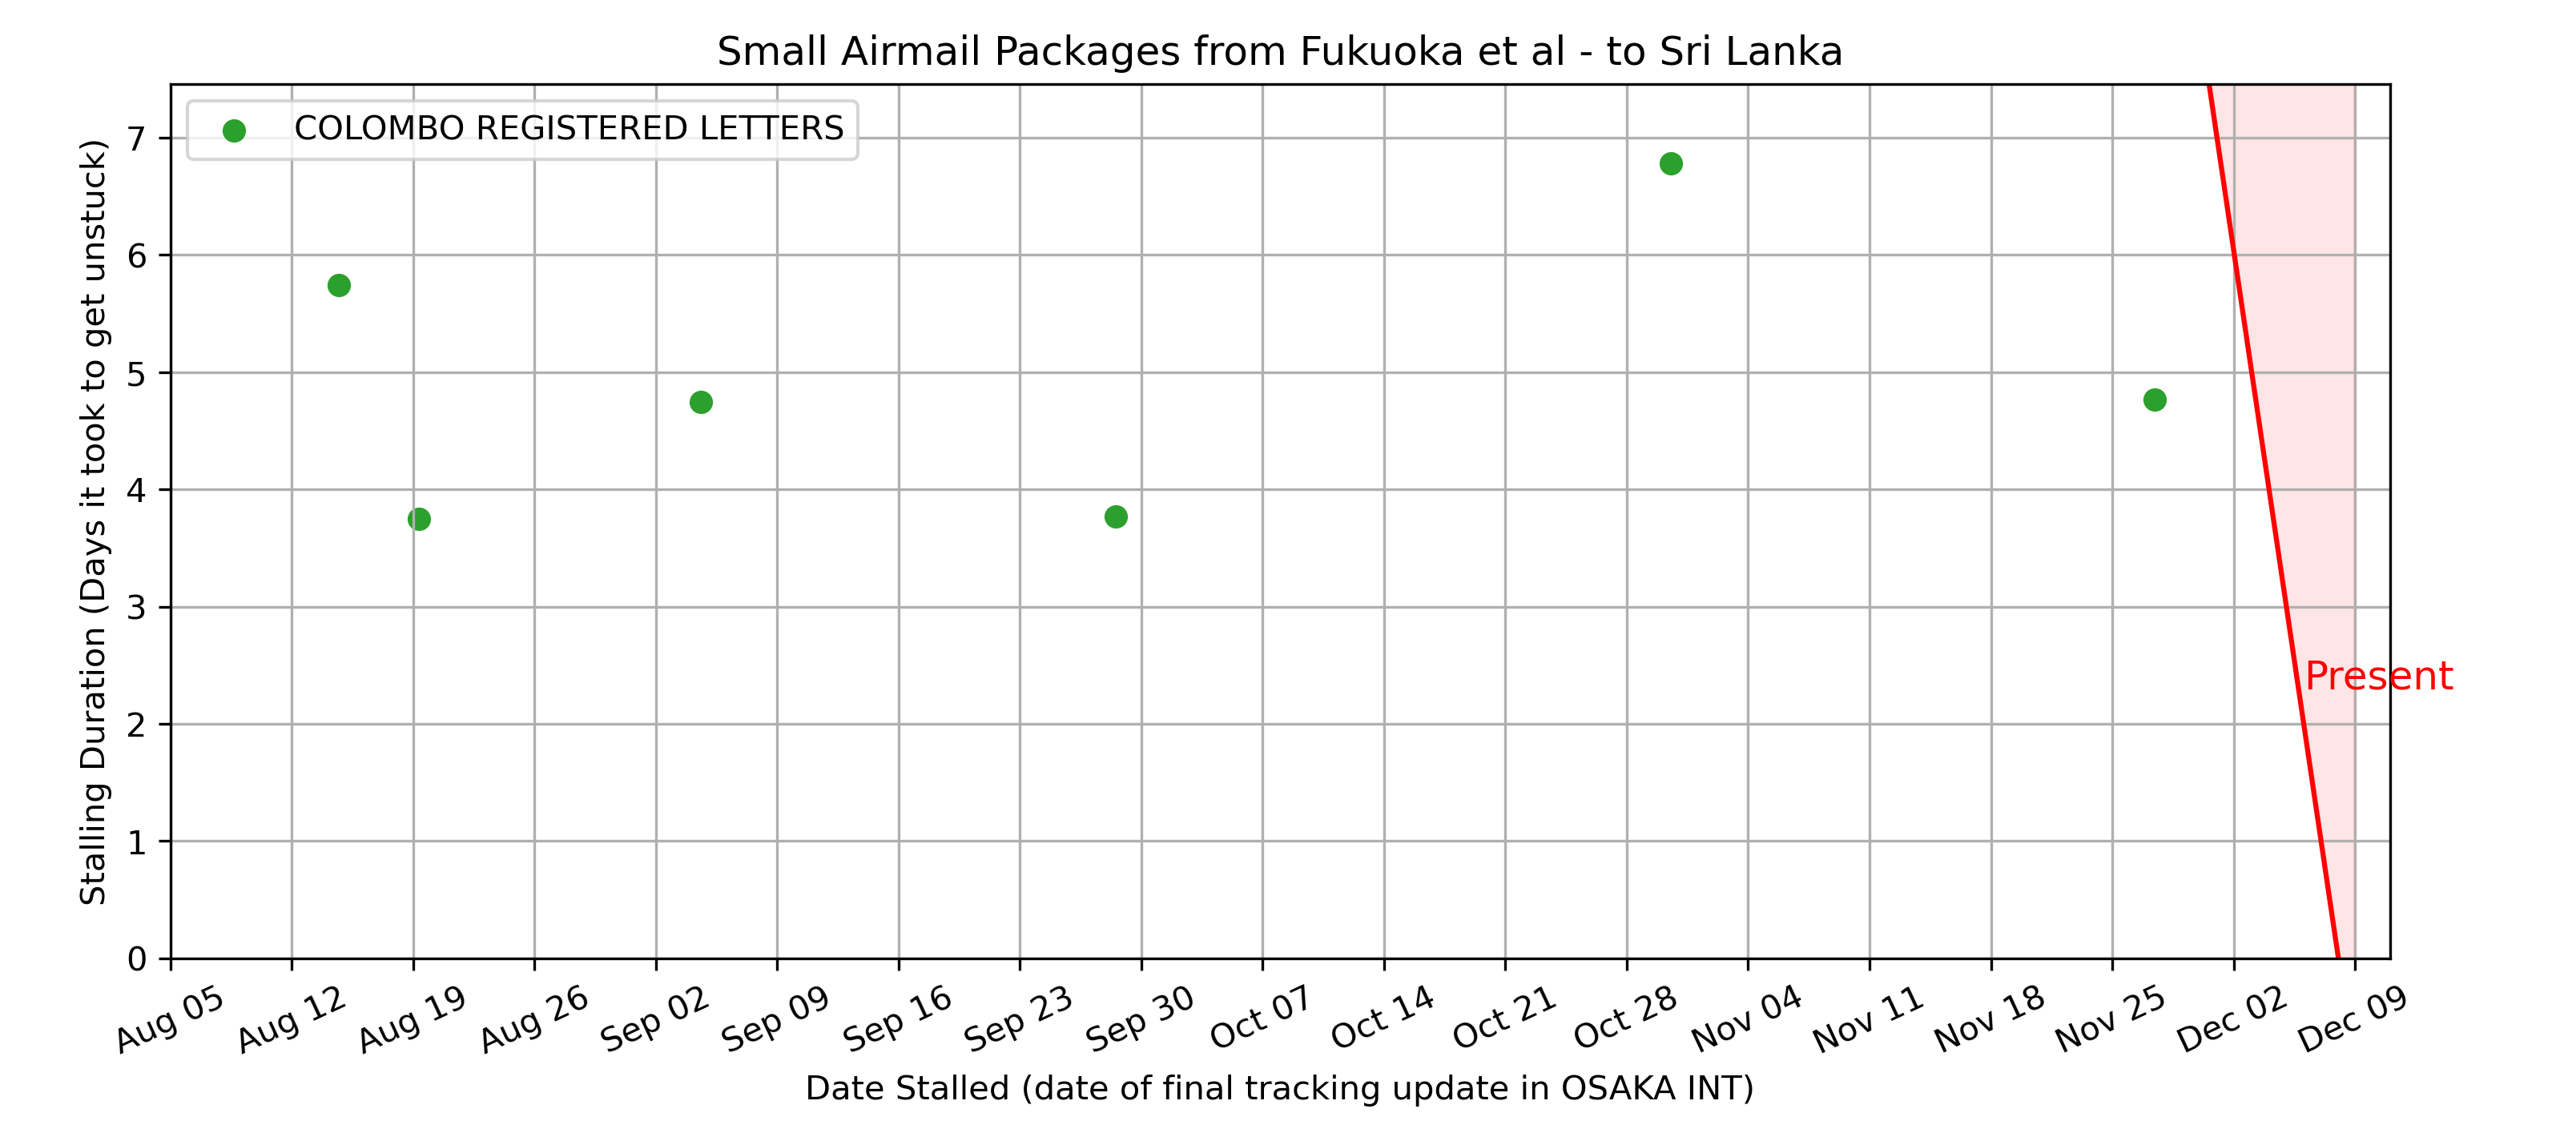 Small Airmail Packages from Fukuoka et al - to Sri Lanka
COLOMBO REGISTERED LETTERS
Stalling Duration (Days it took to get unstuck)
7
6
5
4
3
2
1
0
Present
Aug 05
Aug 12
Aug 19
Aug 26
Sep 02
Sep 09
Sep 16
Sep 23
Sep 30
Oct 07
Oct 14
Oct 21
Oct 28
Nov 04
Nov 11
Nov 18
Nov 25
Dec 02
Dec 09
Date Stalled (date of final tracking update in OSAKA INT)